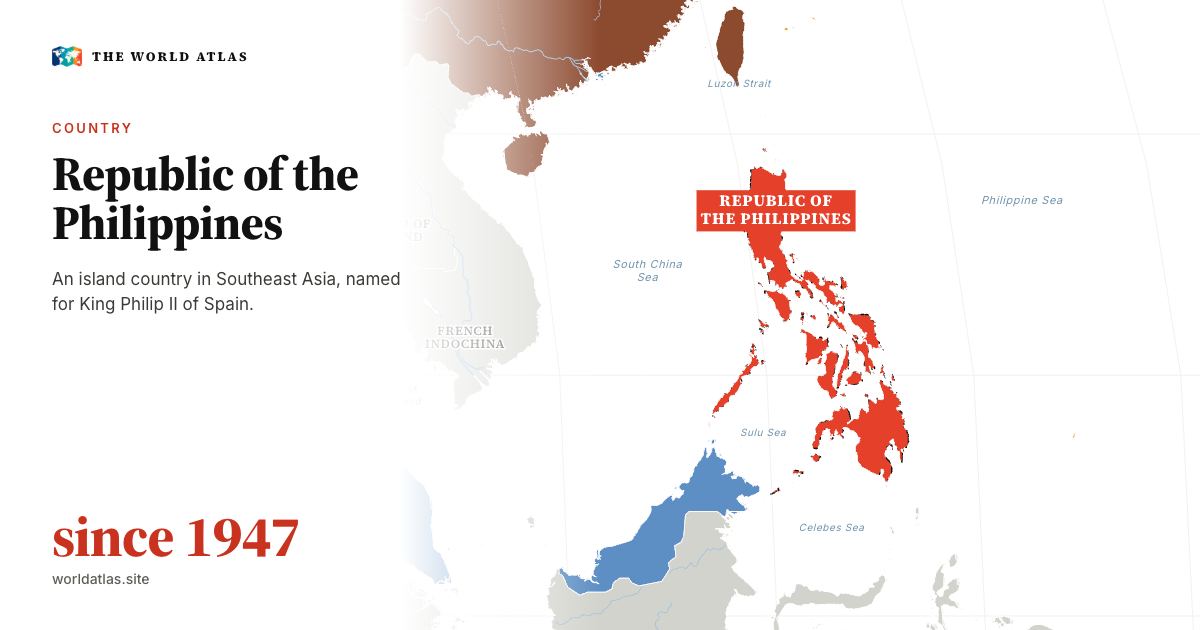 THE WORLD ATLAS
COUNTRY
Republic of the
Philippines
An island country in Southeast Asia, named
for King Philip II of Spain.
since 1947
worldatlas.site
Luzon Strait
REPUBLIC OF
THE PHILIPPINES
Philippine Sea
South China
Sea
FRENCH
INDOCHINA
Sulu Sea
Celebes Sea